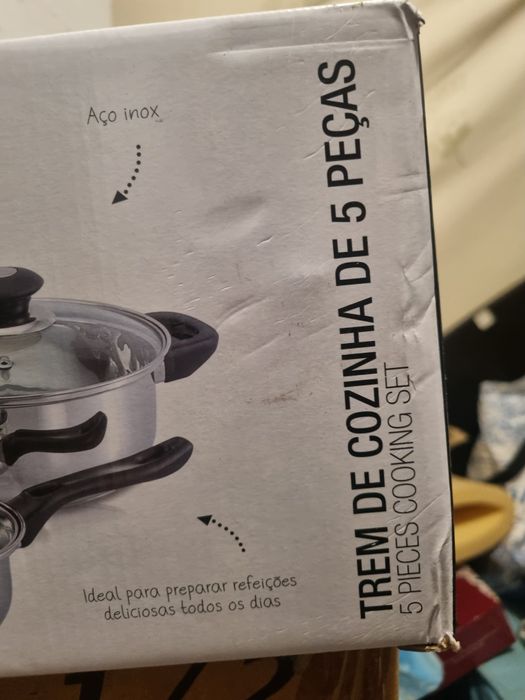 Aço inox
TREM DE COZINHA DE 5 PEÇAS
5 PIECES COOKING SET
Ideal para preparar refeições
deliciosas todos os dias